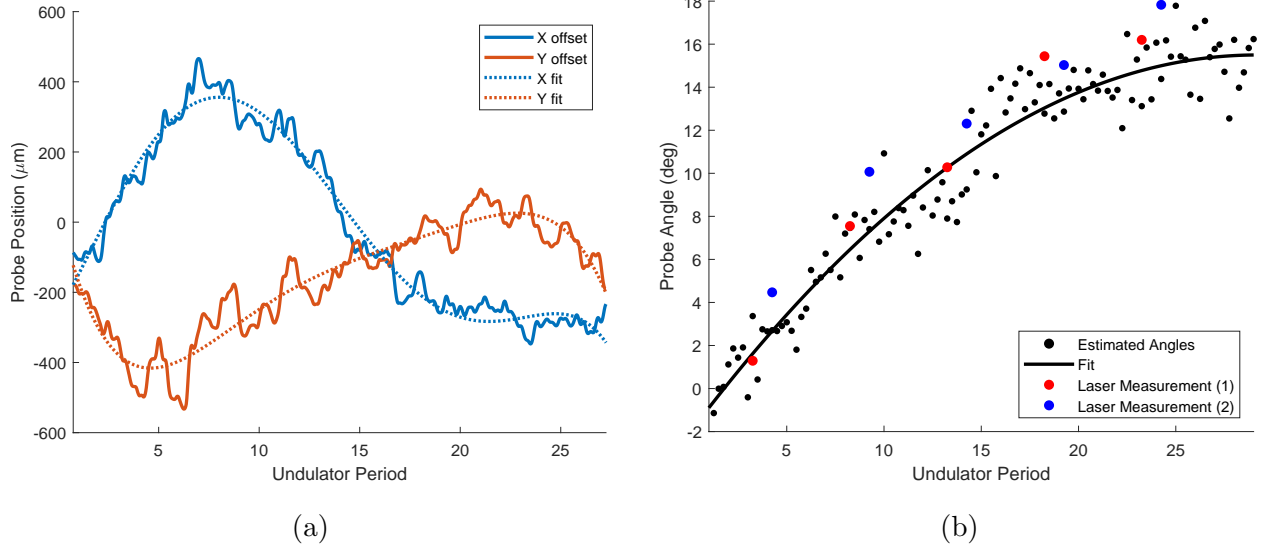 600
400
200
0
-200
-400
-600
Probe Position (μm)
5
10
15
20
25
Undulator Period
X offset
Y offset
X fit
Y fit
(a)
18
16
14
12
10
8
6
4
2
0
-2
Probe Angle (deg)
5
10
15
20
25
Undulator Period
Estimated Angles
Fit
Laser Measurement (1)
Laser Measurement (2)
(b)